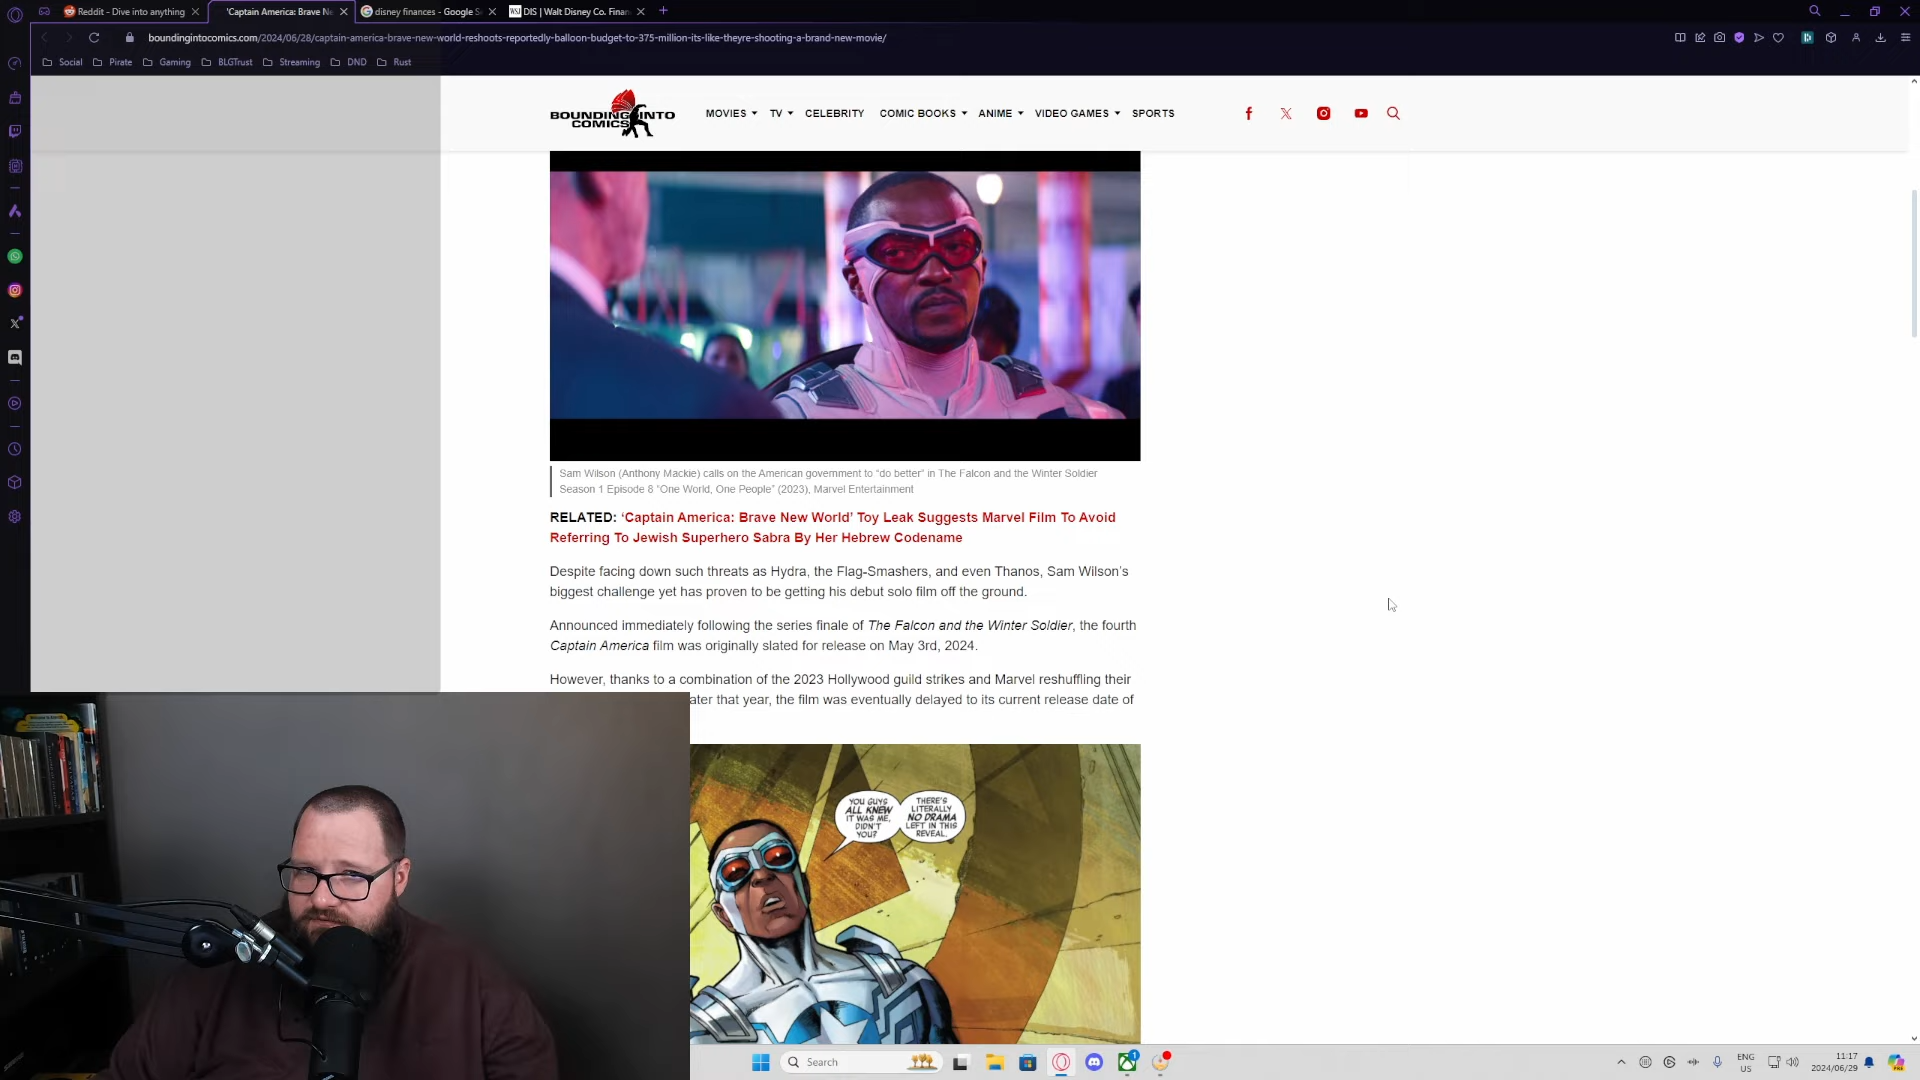 Reddit - Dive into anything
'Captain America: Brave Ne
disney finances - Google Se
DIS | Walt Disney Co. Finan
boundingintocomics.com/2024/06/28/captain-america-brave-new-world-reshoots-reportedly-balloon-budget-to-375-million-its-like-theyre-shooting-a-brand-new-movie/
Social
Pirate
Gaming
BLGTrust
Streaming
DND
Rust
BOUNDING INTO
COMICS
MOVIES
TV
CELEBRITY
COMIC BOOKS
ANIME
VIDEO GAMES
SPORTS
Sam Wilson (Anthony Mackie) calls on the American government to “do better” in The Falcon and the Winter Soldier
Season 1 Episode 8 “One World, One People” (2023), Marvel Entertainment
RELATED: ‘Captain America: Brave New World’ Toy Leak Suggests Marvel Film To Avoid
Referring To Jewish Superhero Sabra By Her Hebrew Codename
Despite facing down such threats as Hydra, the Flag-Smashers, and even Thanos, Sam Wilson’s
biggest challenge yet has proven to be getting his debut solo film off the ground.
Announced immediately following the series finale of The Falcon and the Winter Soldier, the fourth
Captain America film was originally slated for release on May 3rd, 2024.
However, thanks to a combination of the 2023 Hollywood guild strikes and Marvel reshuffling their
ater that year, the film was eventually delayed to its current release date of
YOU GUYS
ALL KNEW
IT WAS ME,
DIDN'T
YOU?
THERE'S
LITERALLY
NO DRAMA
LEFT IN THIS
REVEAL.
Search
1
ENG
US
11:17
2024/06/29